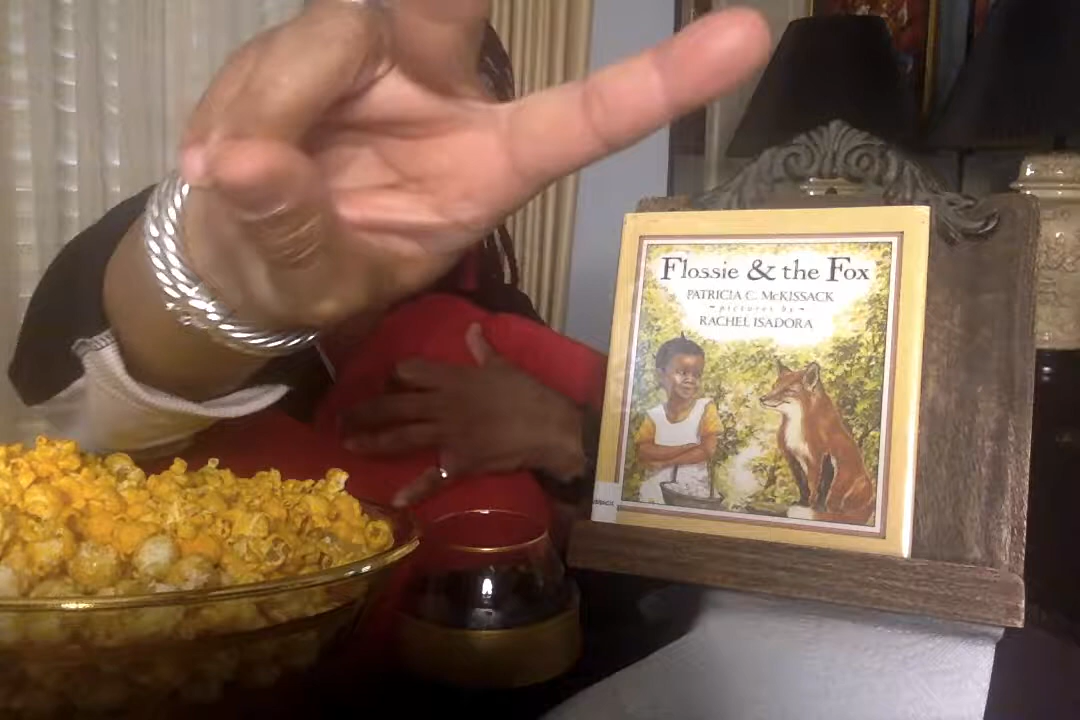 Flossie & the Fox
PATRICIA C. McKISSACK
- pictures by -
RACHEL ISADORA